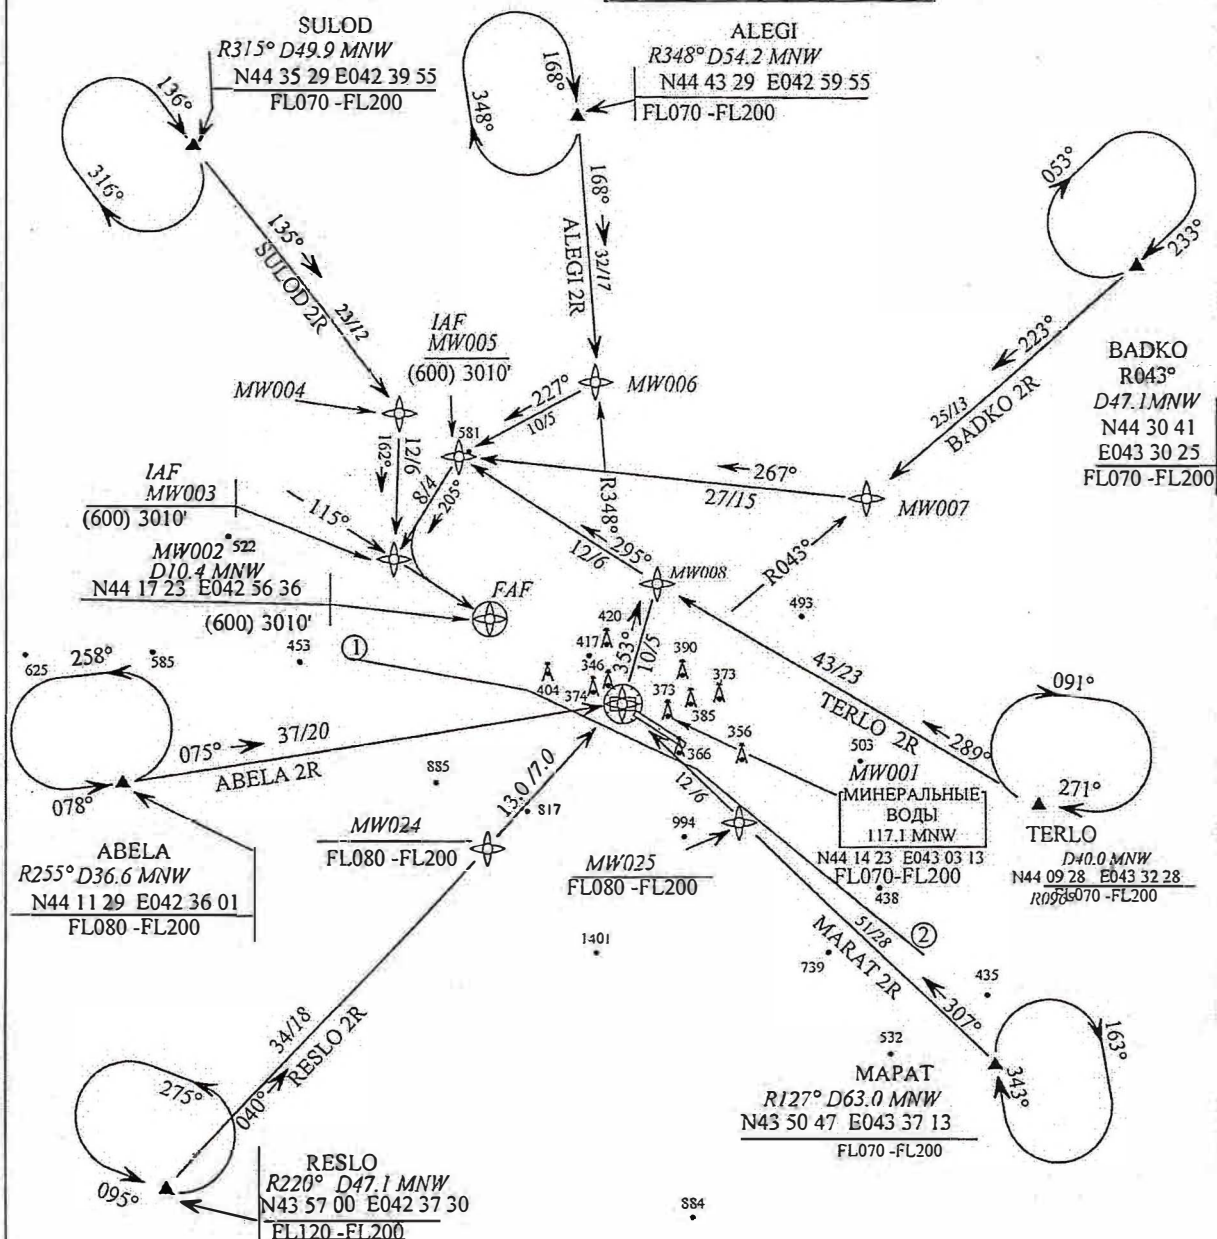 SULOD
R315° D49.9 MNW
N44 35 29 E042 39 55
FL070 -FL200
136°
316°
135°
SULOD 2R
23/12
ALEGI
R348° D54.2 MNW
N44 43 29 E042 59 55
FL070 -FL200
168°
348°
168°
32/17
ALEGI 2R
053°
233°
223°
25/13
BADKO 2R
BADKO
R043°
D47.1MNW
N44 30 41
E043 30 25
FL070 -FL200
IAF
MW005
(600) 3010'
MW004
MW006
227°
10/5
581
162°
12/6
8/4
205°
267°
27/15
MW007
R348°
R043°
295°
12/6
IAF
MW003
(600) 3010'
115°
522
MW002
D10.4 MNW
N44 17 23 E042 56 36
(600) 3010'
FAF
MW008
493
420
417
353°
10/5
390
346
373
404
374
373
385
366
356
453
585
625
1
258°
075°
37/20
ABELA 2R
078°
ABELA
R255° D36.6 MNW
N44 11 29 E042 36 01
FL080 -FL200
885
13.0/7.0
817
MW024
FL080 -FL200
12/6
994
MW025
FL080 -FL200
43/23
TERLO 2R
289°
503
MW001
МИНЕРАЛЬНЫЕ
ВОДЫ
117.1 MNW
N44 14 23 E043 03 13
FL070-FL200
438
091°
271°
TERLO
D40.0 MNW
N44 09 28 E043 32 28
FL070 -FL200
1401
51/28
2
MARAT 2R
739
435
307°
532
163°
343°
МАРАТ
R127° D63.0 MNW
N43 50 47 E043 37 13
FL070 -FL200
34/18
040°
RESLO 2R
275°
095°
RESLO
R220° D47.1 MNW
N43 57 00 E042 37 30
FL120 -FL200
884